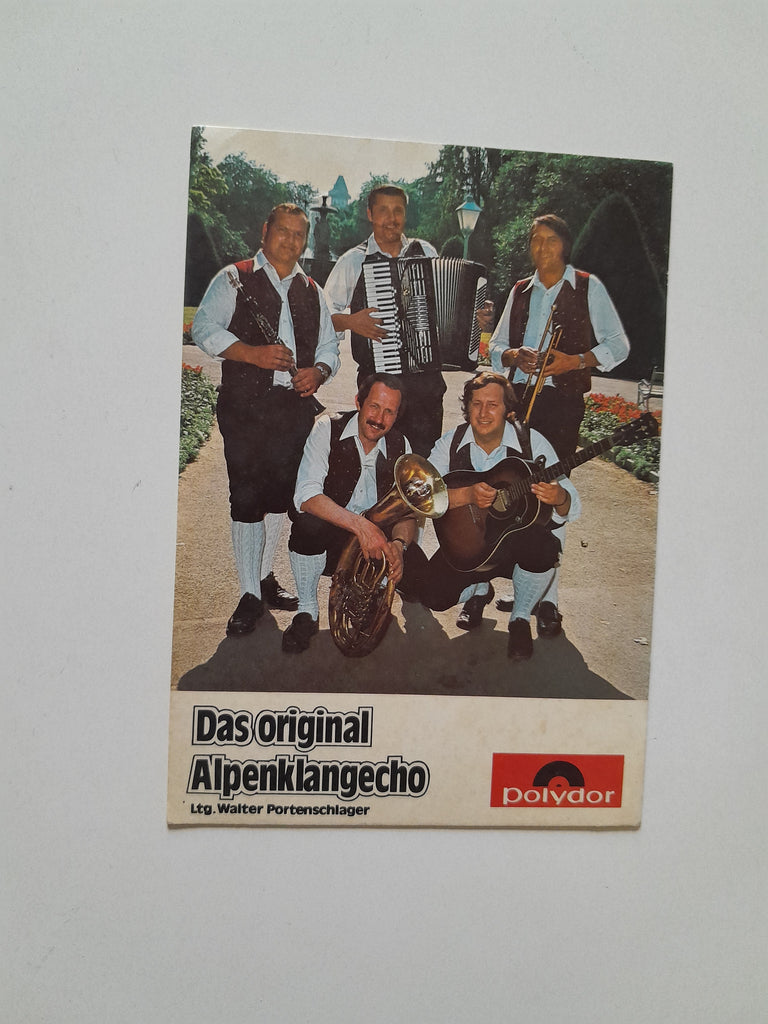 Das original
Alpenklangecho
Ltg. Walter Portenschlager
polydor